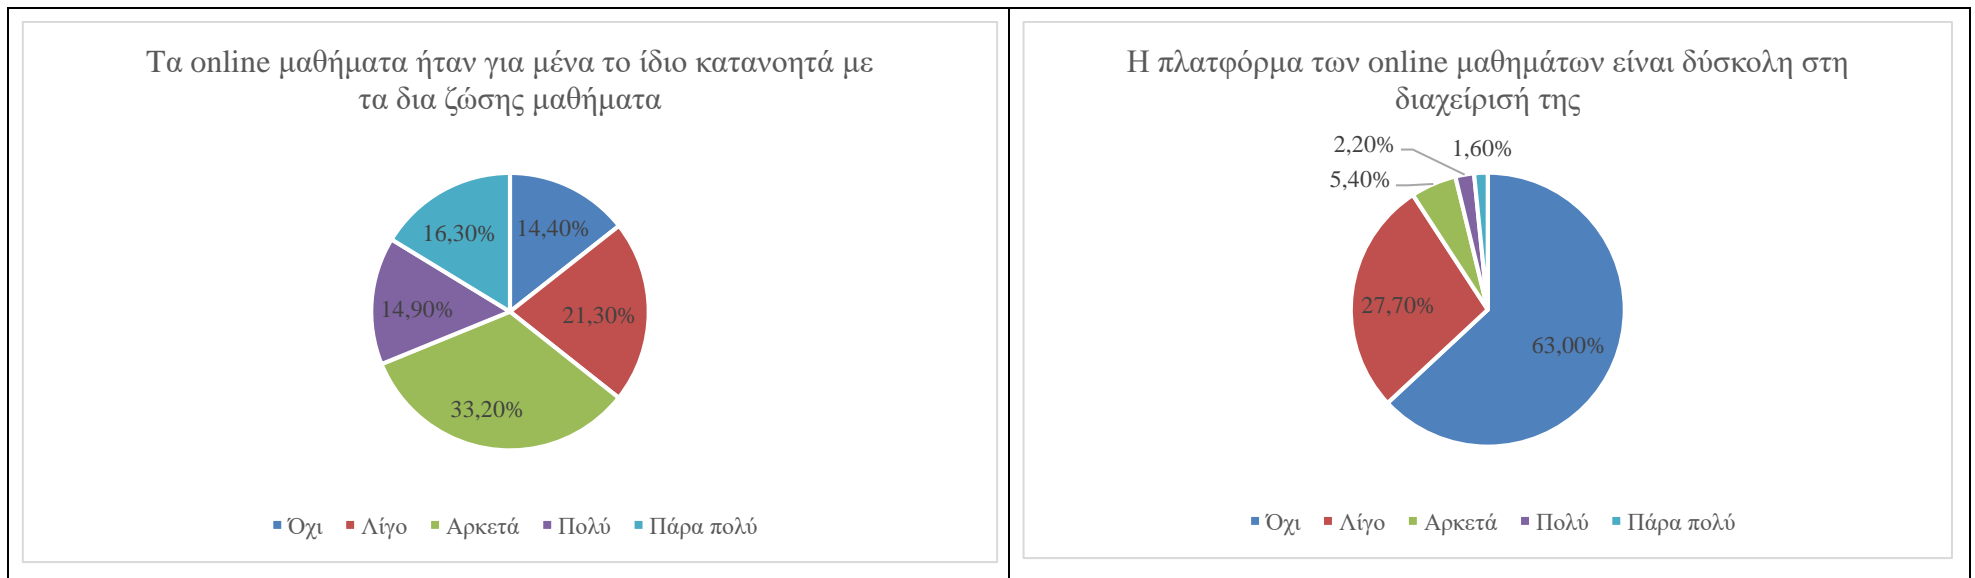 Τα online μαθήματα ήταν για μένα το ίδιο κατανοητά με
τα δια ζώσης μαθήματα
14,40%
21,30%
33,20%
14,90%
16,30%
Όχι Λίγο Αρκετά Πολύ Πάρα πολύ
Η πλατφόρμα των online μαθημάτων είναι δύσκολη στη
διαχείρισή της
63,00%
27,70%
5,40%
2,20%
1,60%
Όχι Λίγο Αρκετά Πολύ Πάρα πολύ